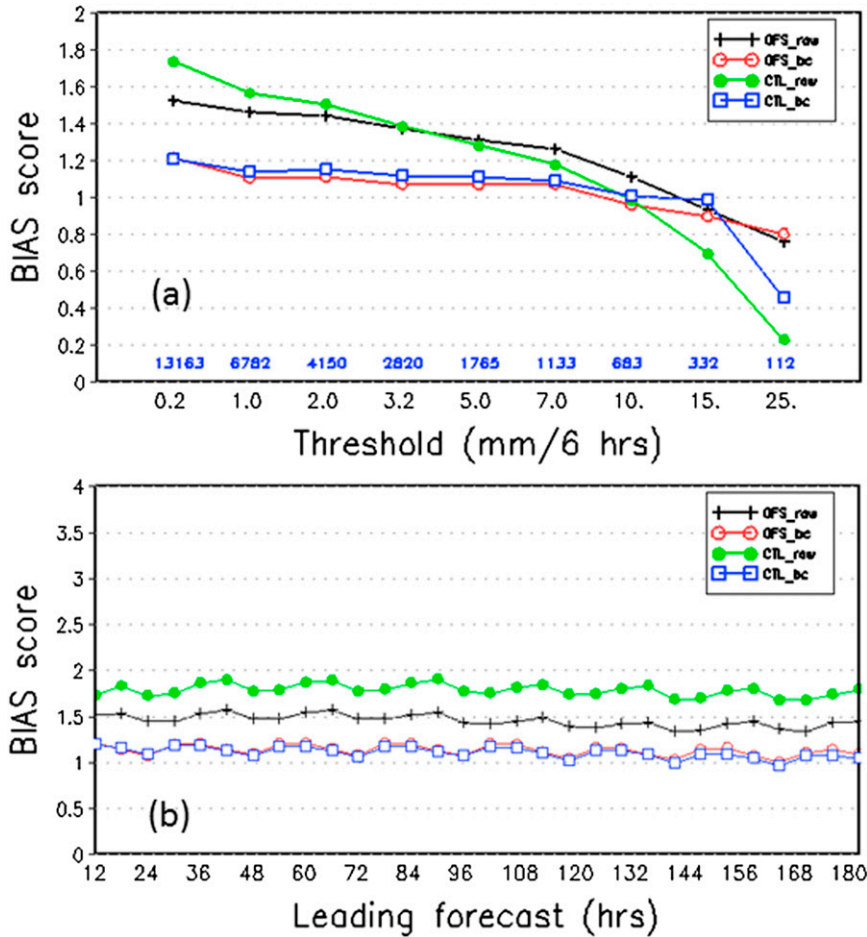 2
1.8
1.6
1.4
1.2
1
0.8
0.6
0.4
0.2
0
BIAS score
GFS_raw
GFS_bc
CTL_raw
CTL_bc
(a)
13163 6782 4150 2820 1765 1133 683 332 112
0.2 1.0 2.0 3.2 5.0 7.0 10. 15. 25.
Threshold (mm/6 hrs)
4
3.5
3
2.5
2
1.5
1
0.5
0
BIAS score
GFS_raw
GFS_bc
CTL_raw
CTL_bc
(b)
12 24 36 48 60 72 84 96 108 120 132 144 156 168 180
Leading forecast (hrs)